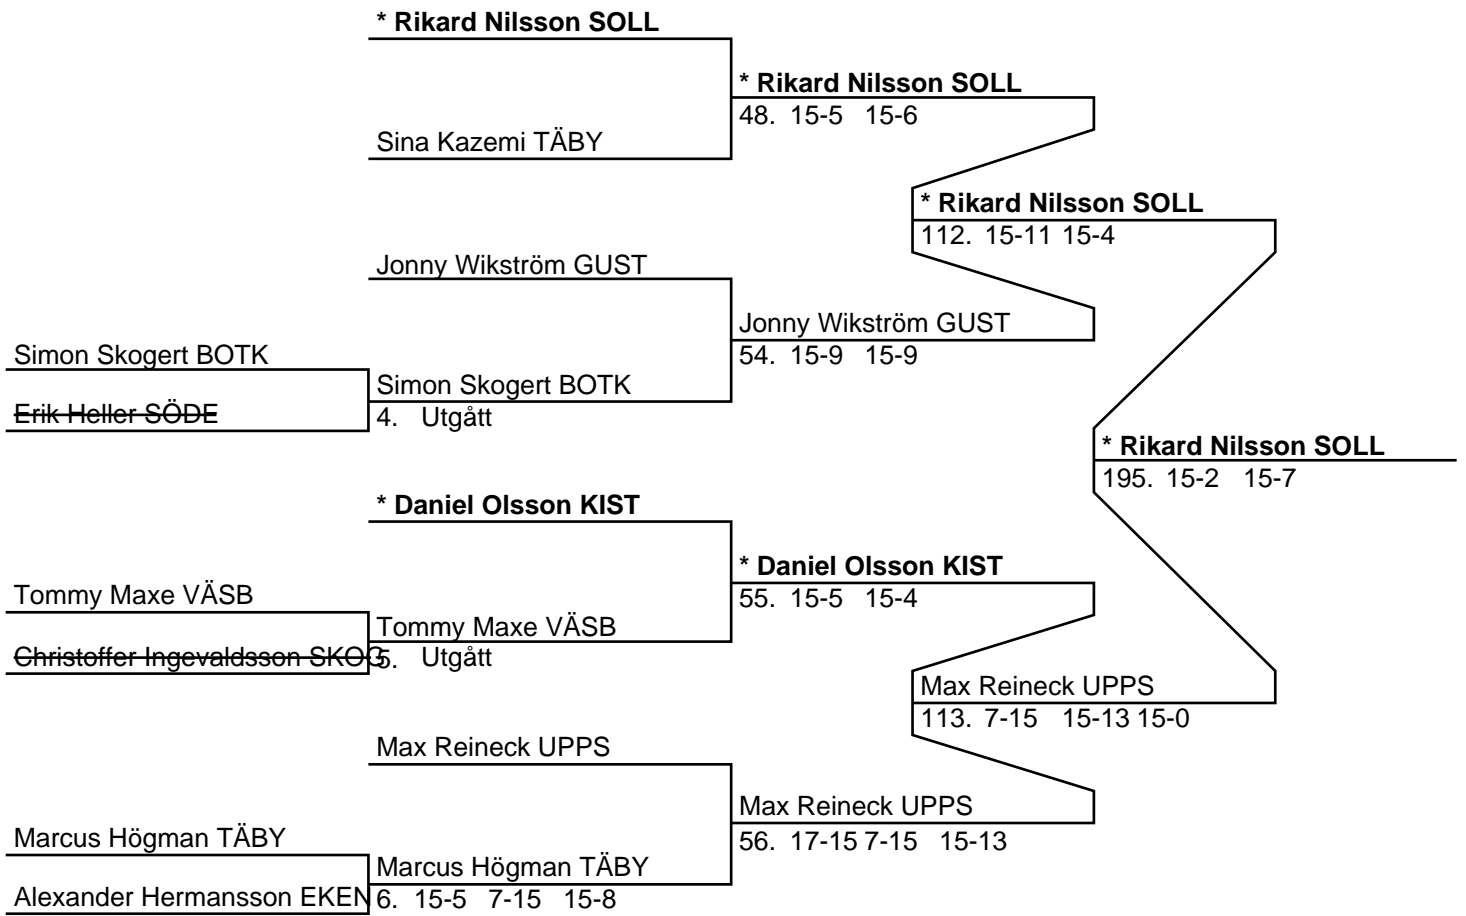 * Rikard Nilsson SOLL
* Rikard Nilsson SOLL
48. 15-5 15-6
Sina Kazemi TÄBY
* Rikard Nilsson SOLL
112. 15-11 15-4
Jonny Wikström GUST
Jonny Wikström GUST
54. 15-9 15-9
Simon Skogert BOTK
Simon Skogert BOTK
Erik Heller SÖDE
4. Utgått
* Rikard Nilsson SOLL
195. 15-2 15-7
* Daniel Olsson KIST
* Daniel Olsson KIST
55. 15-5 15-4
Tommy Maxe VÄSB
Tommy Maxe VÄSB
Christoffer Ingevaldsson SKOG
5. Utgått
Max Reineck UPPS
113. 7-15 15-13 15-0
Max Reineck UPPS
Max Reineck UPPS
56. 17-15 7-15 15-13
Marcus Högman TÄBY
Marcus Högman TÄBY
Alexander Hermansson EKEN
6. 15-5 7-15 15-8